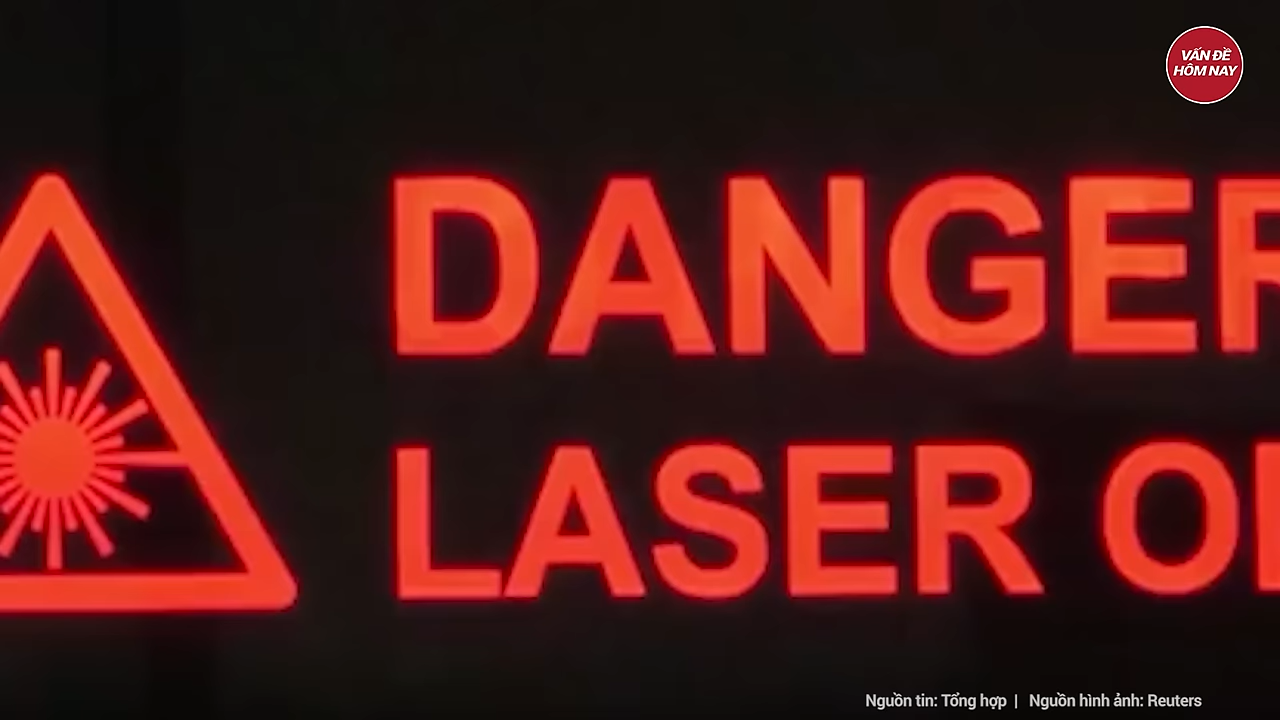 VẤN ĐỀ
HÔM NAY
DANGER
LASER
Nguồn tin: Tổng hợp | Nguồn hình ảnh: Reuters